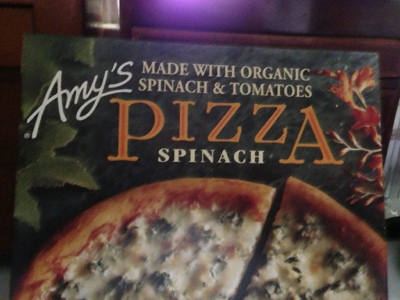 Amy's
MADE WITH ORGANIC
SPINACH & TOMATOES
PIZZA
SPINACH